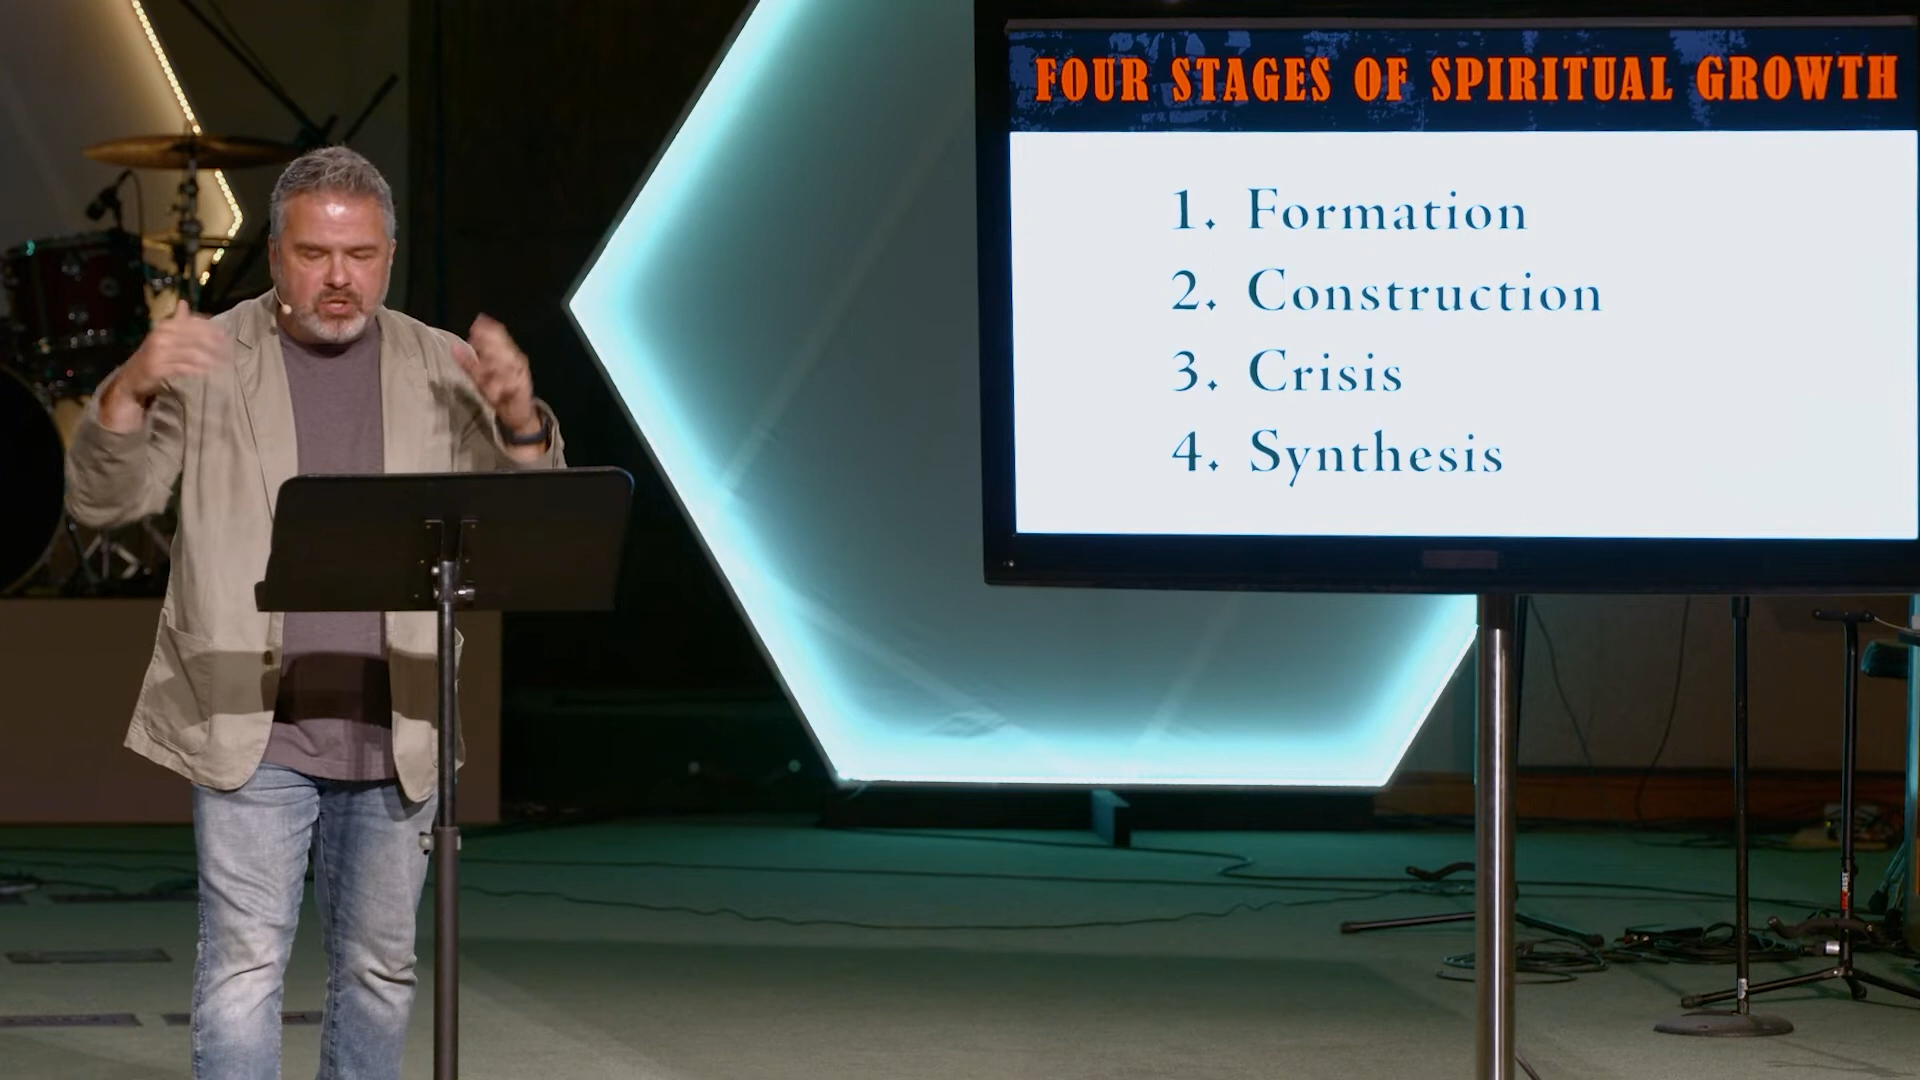 FOUR STAGES OF SPIRITUAL GROWTH
1. Formation
2. Construction
3. Crisis
4. Synthesis